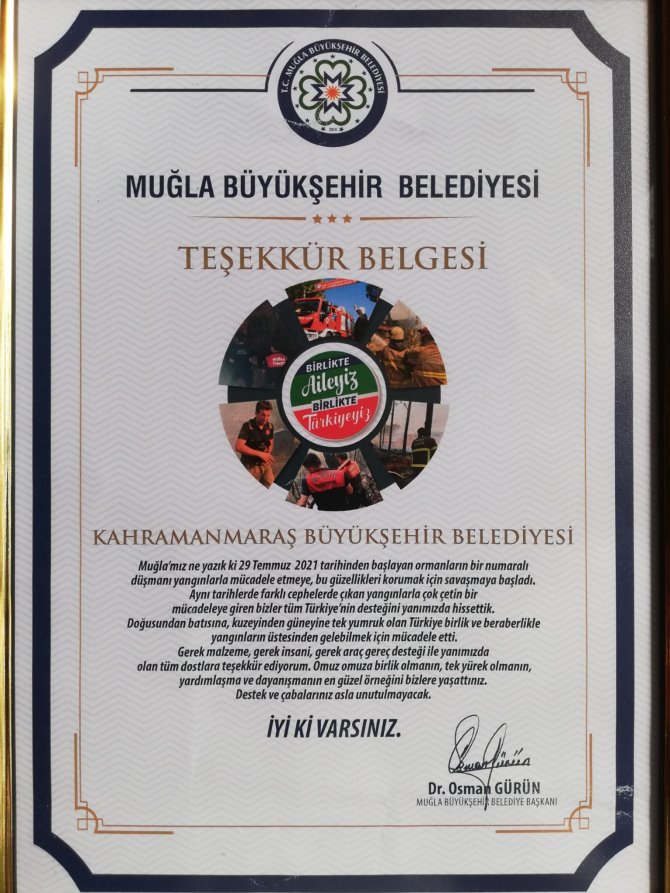 T.C. MUĞLA BÜYÜKŞEHİR BELEDİYESİ
MUĞLA BÜYÜKŞEHİR BELEDİYESİ
TEŞEKKÜR BELGESİ
BİRLİKTE
Aileyiz
BİRLİKTE
Türkiyeyiz
KAHRAMANMARAŞ BÜYÜKŞEHİR BELEDİYESİ
Muğla'mız ne yazık ki 29 Temmuz 2021 tarihinden başlayan ormanların bir numaralı
düşmanı yangınlarla mücadele etmeye, bu güzellikleri korumak için savaşmaya başladı.
Aynı tarihlerde farklı cephelerde çıkan yangınlarla çok çetin bir
mücadeleye giren bizler tüm Türkiye'nin desteğini yanımızda hissettik.
Doğusundan batısına, kuzeyinden güneyine tek yumruk olan Türkiye birlik ve beraberlikle
yangınların üstesinden gelebilmek için mücadele etti.
Gerek malzeme, gerek insani, gerek araç gereç desteği ile yanımızda
olan tüm dostlara teşekkür ediyorum. Omuz omuza birlik olmanın, tek yürek olmanın,
yardımlaşma ve dayanışmanın en güzel örneğini bizlere yaşattınız.
Destek ve çabalarınız asla unutulmayacak.
İYİ Kİ VARSINIZ.
Dr. Osman GÜRÜN
MUĞLA BÜYÜKŞEHİR BELEDİYE BAŞKANI